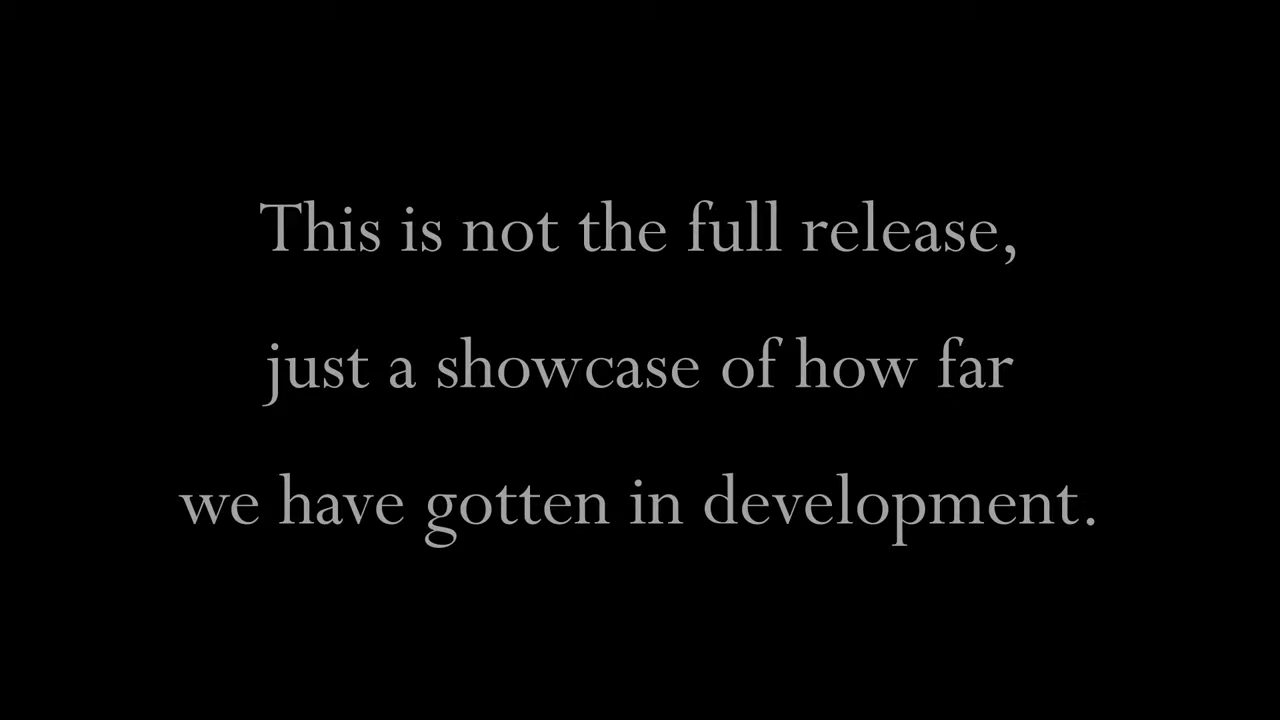 This is not the full release,
just a showcase of how far
we have gotten in development.